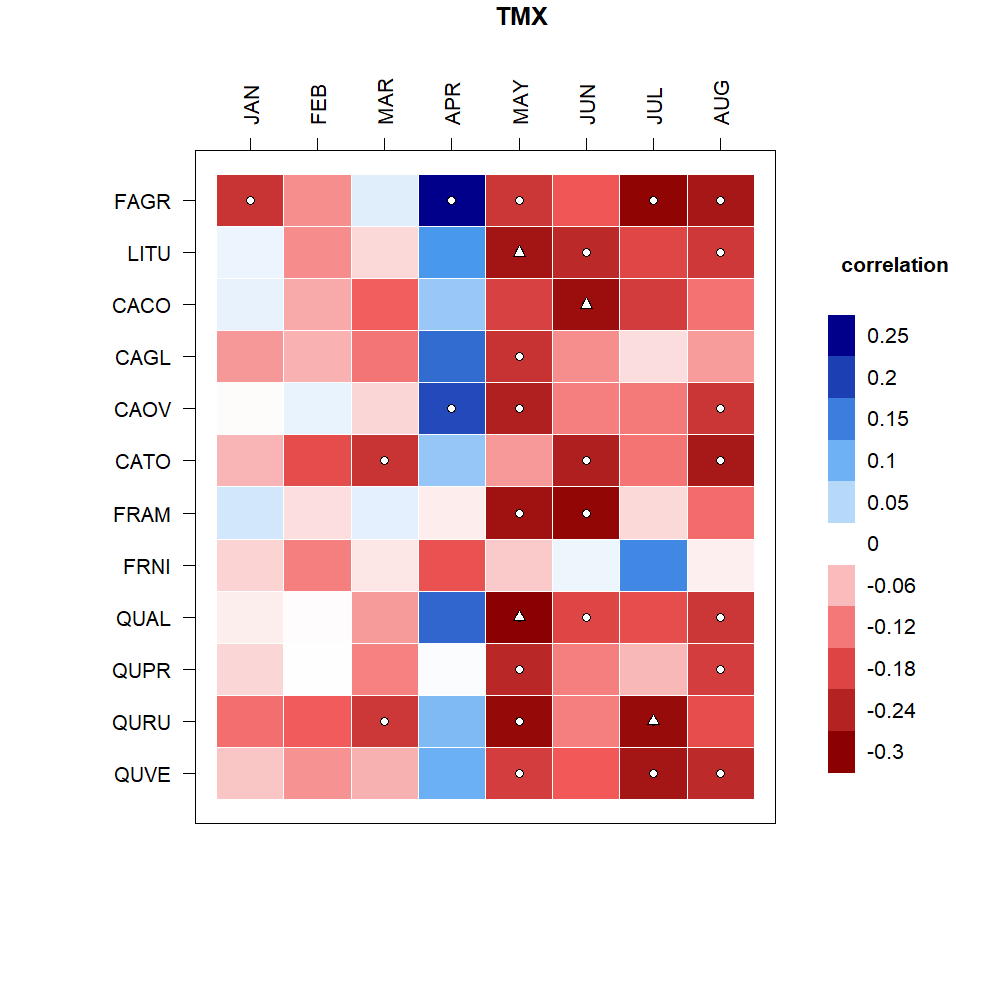 TMX
JAN FEB MAR APR MAY JUN JUL AUG
FAGR
LITU
CACO
CAGL
CAOV
CATO
FRAM
FRNI
QUAL
QUPR
QURU
QUVE
correlation
0.25
0.2
0.15
0.1
0.05
0
-0.06
-0.12
-0.18
-0.24
-0.3